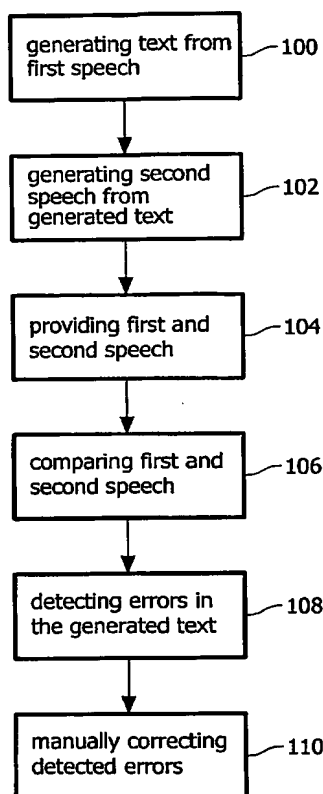 generating text from
first speech
100
generating second
speech from
generated text
102
providing first and
second speech
104
comparing first and
second speech
106
detecting errors in
the generated text
108
manually correcting
detected errors
110